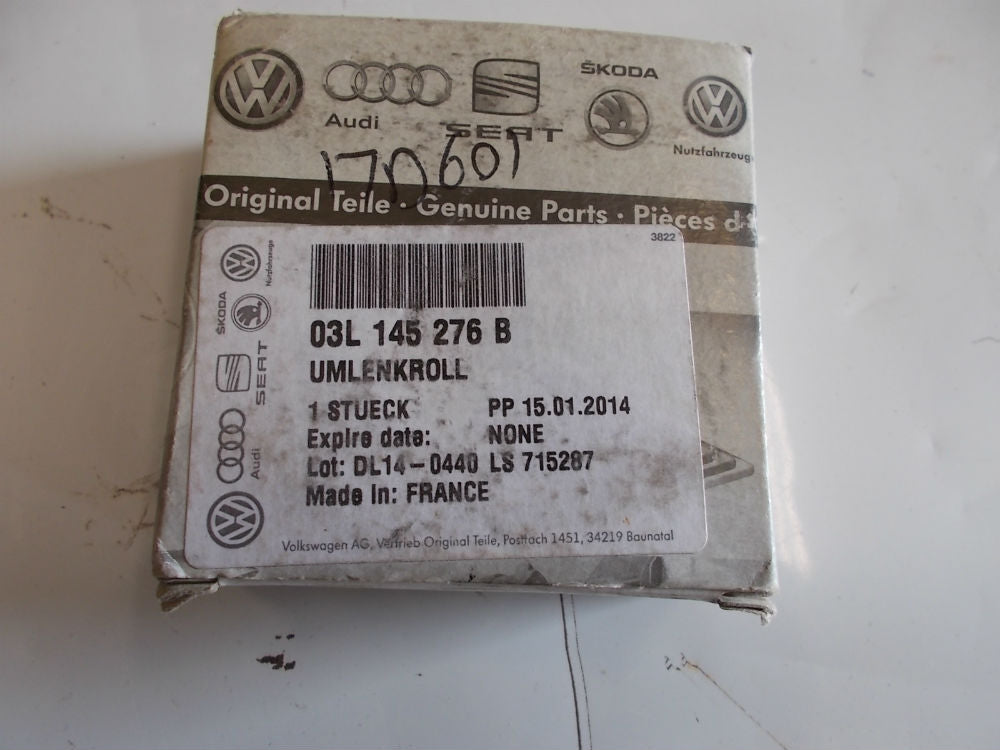 ŠKODA
Audi
SEAT
Nutzfahrzeug
17D601
Original Teile · Genuine Parts · Pièces d
3822
03L 145 276 B
UMLENKROLL
1 STUECK PP 15.01.2014
Expire date: NONE
Lot: DL14-0440 LS 715287
Made in: FRANCE
Volkswagen AG, Vertrieb Original Teile, Postfach 1451, 34219 Baunatal
Nutzfahrzeuge
ŠKODA
SEAT
Audi